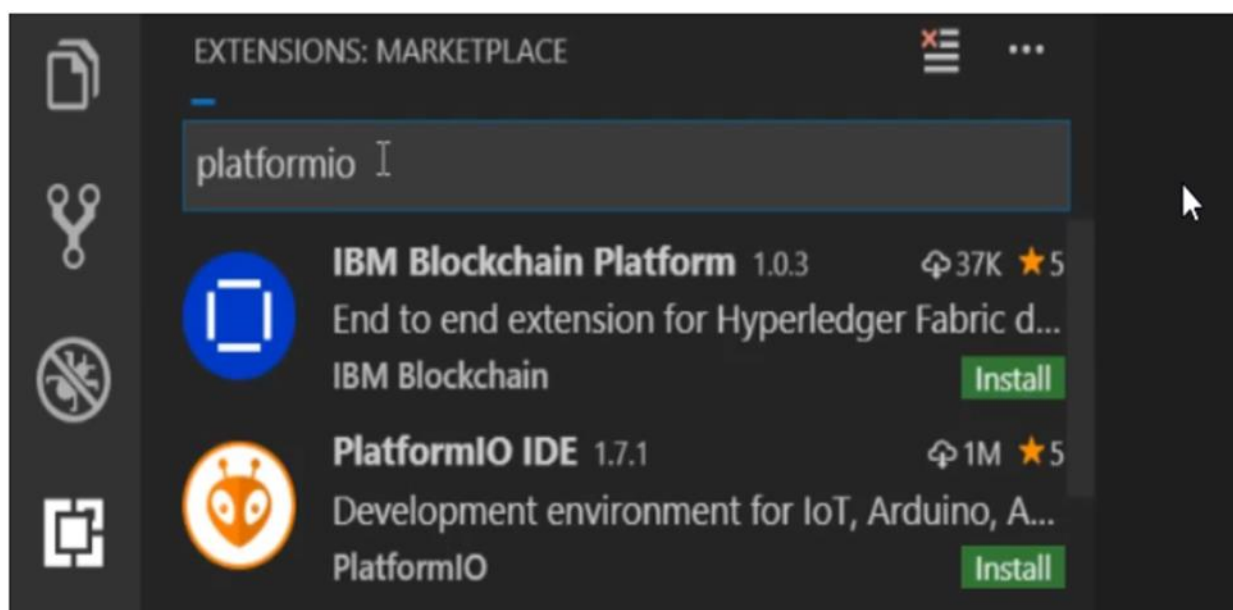 EXTENSIONS: MARKETPLACE
platformio
IBM Blockchain Platform 1.0.3 37K 5
End to end extension for Hyperledger Fabric d...
IBM Blockchain Install
PlatformIO IDE 1.7.1 1M 5
Development environment for IoT, Arduino, A...
PlatformIO Install